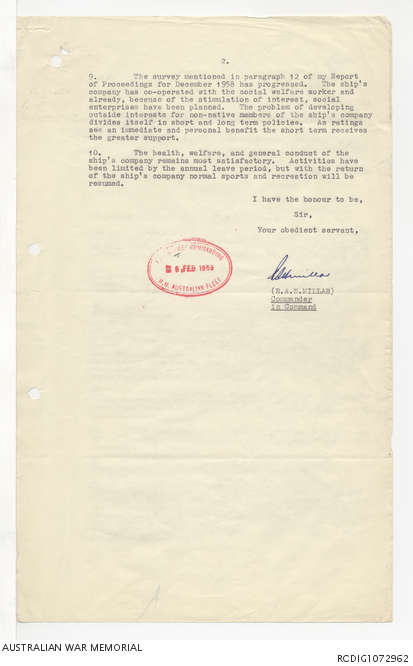 2.
9. The survey mentioned in paragraph 12 of my Report
of Proceedings for December 1958 has progressed. The ship's
company has co-operated with the social welfare worker and
already, because of the stimulation of interest, social
enterprises have been planned. The problem of developing
outside interests for non-native members of the ship's company
divides itself in short and long term policies. As ratings
see an immediate and personal benefit the short term receives
the greater support.
10. The health, welfare, and general conduct of the
ship's company remains most satisfactory. Activities have
been limited by the annual leave period, but with the return
of the ship's company normal sports and recreation will be
resumed.
I have the honour to be,
Sir,
Your obedient servant,
FEB 1959
H.M. AUSTRALIAN FLEET
MILLAR)
Commander
in Command
AUSTRALIAN WAR MEMORIAL
RCDIG1072962